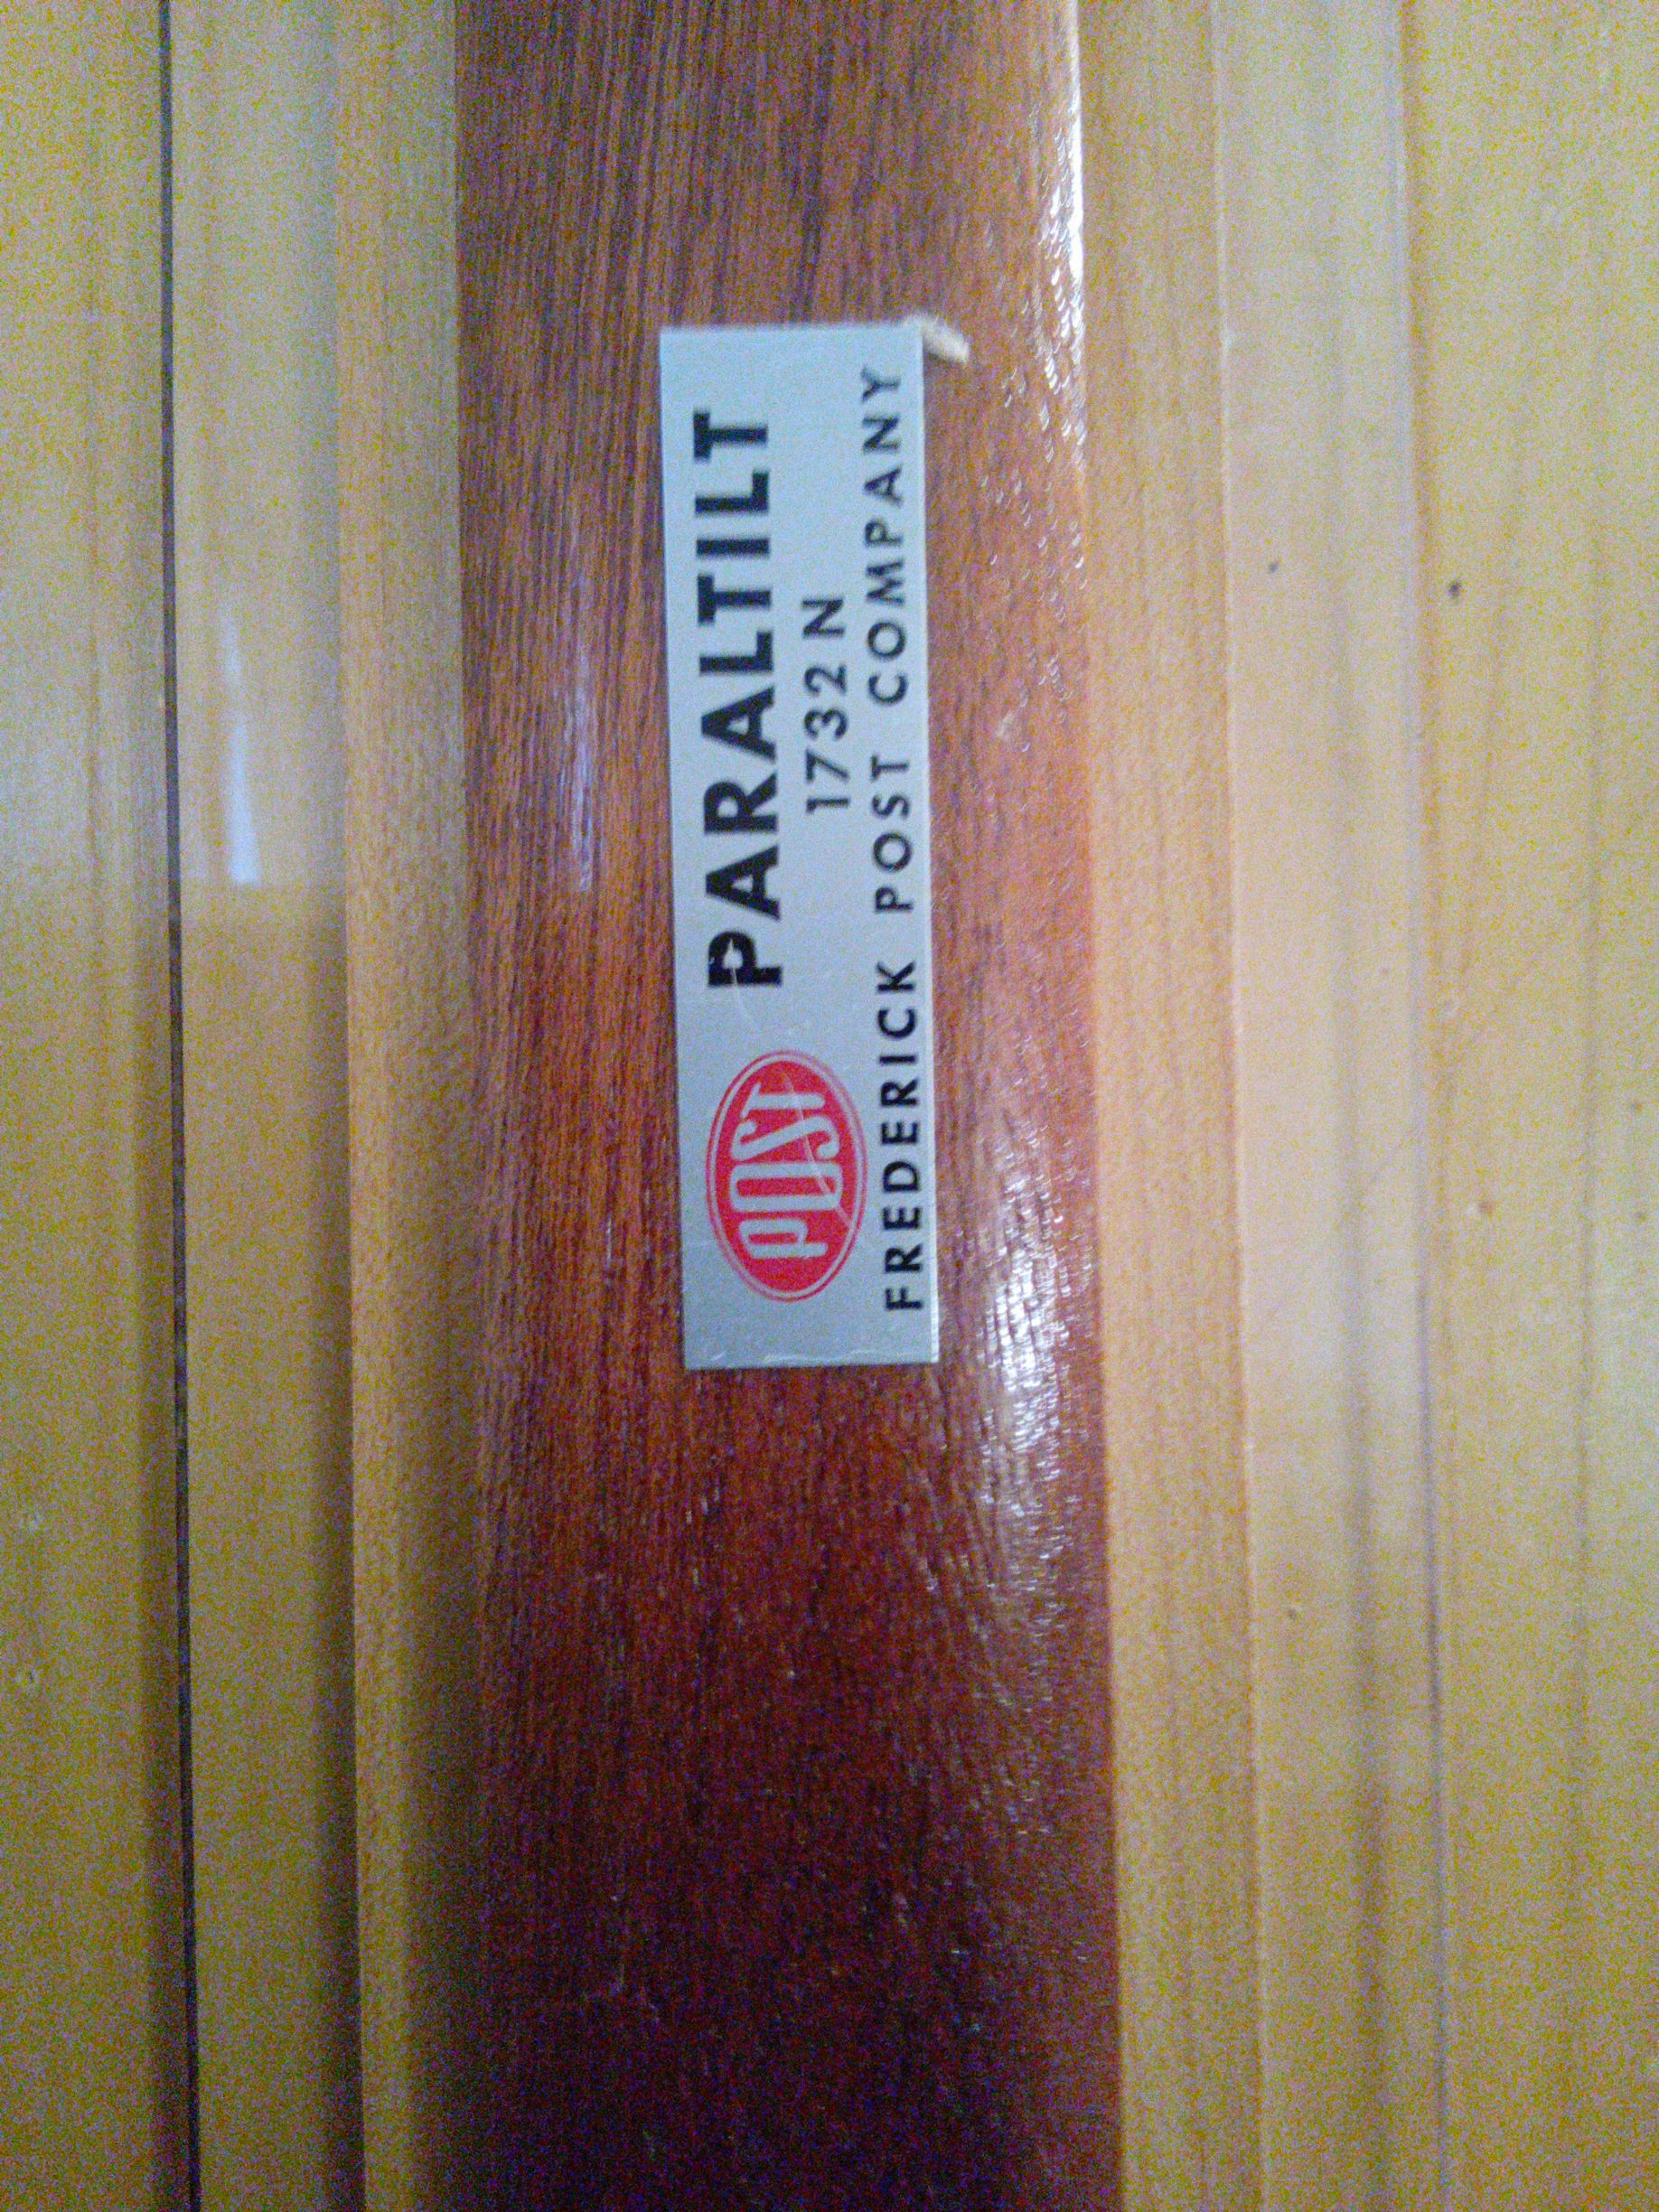 POST
PARALTILT
1732 N
FREDERICK POST COMPANY